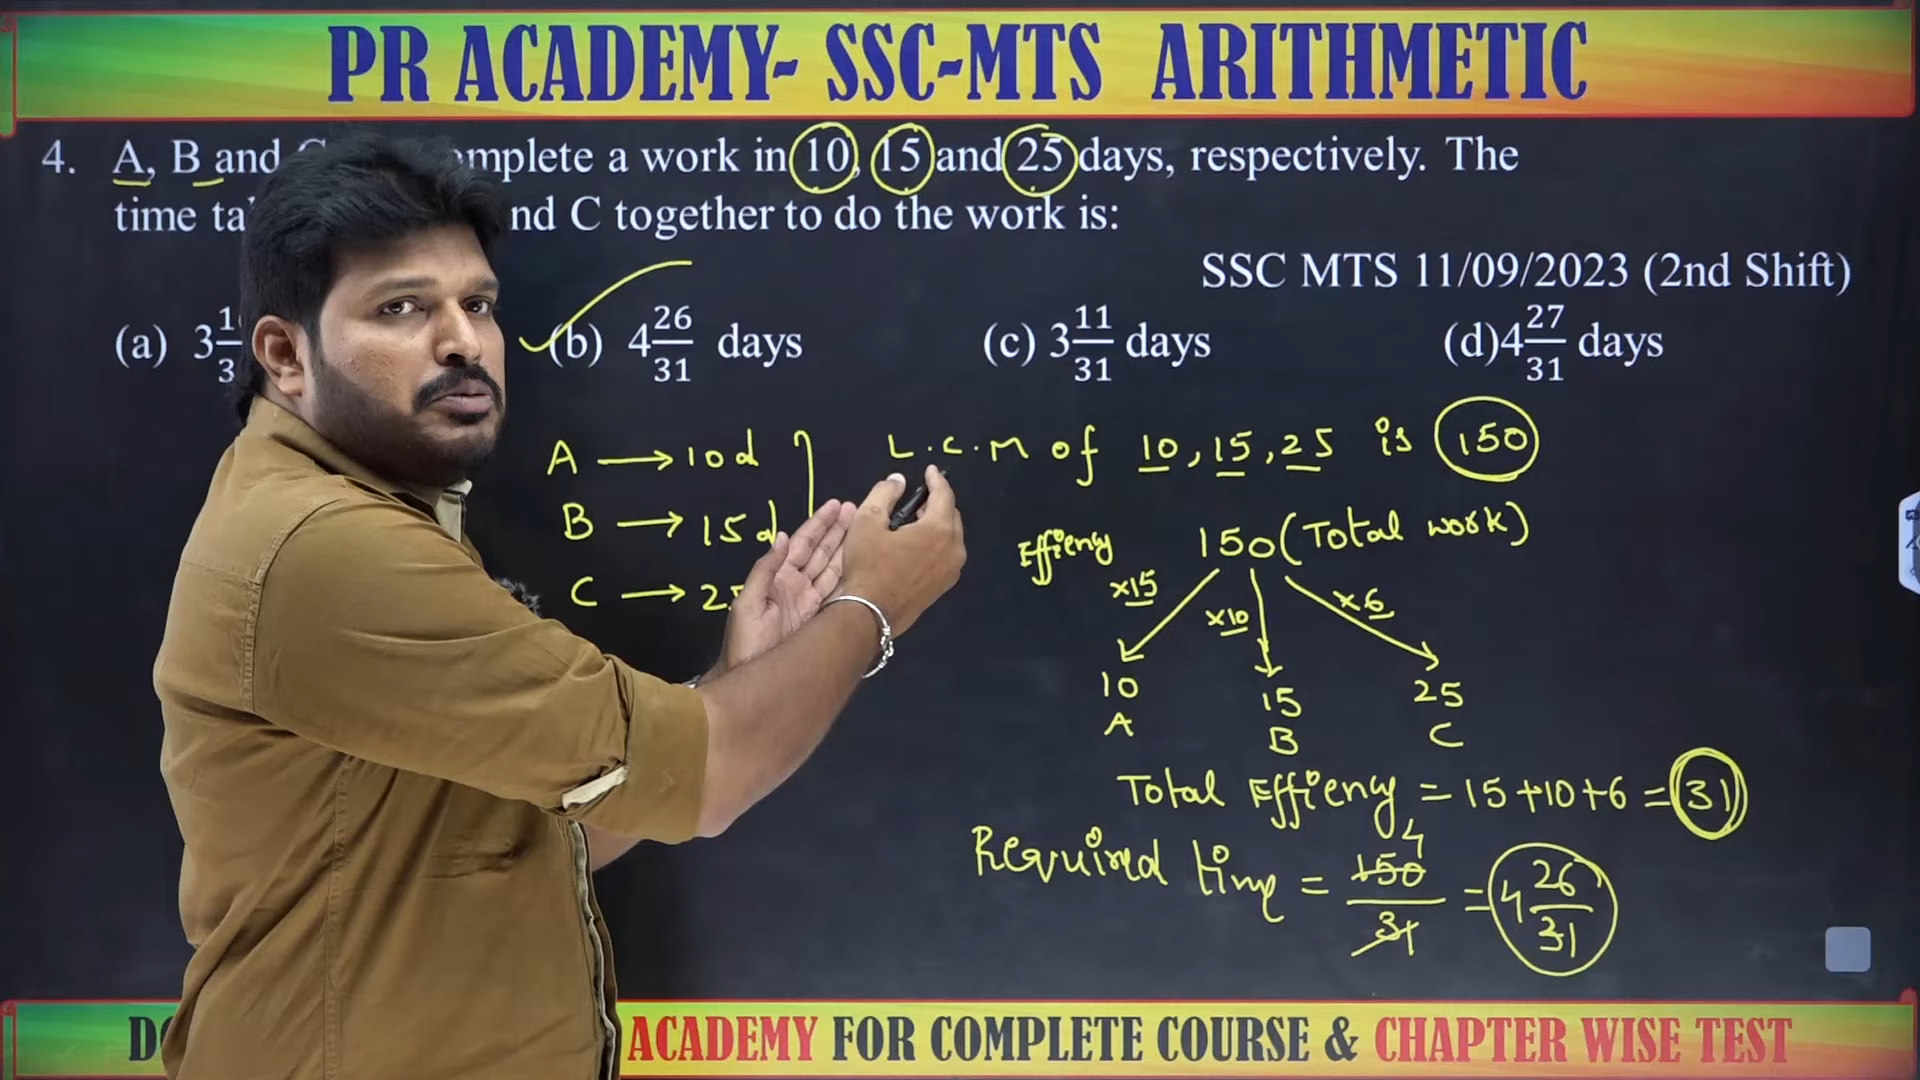 PR ACADEMY- SSC-MTS ARITHMETIC
4. A, B and mplete a work in 10, 15 and 25 days, respectively. The
time ta nd C together to do the work is:
SSC MTS 11/09/2023 (2nd Shift)
(a) 3 (b) 4 26/31 days (c) 3 11/31 days (d) 4 27/31 days
A → 10 d
B → 15 d
C → 2
L.C.M of 10, 15, 25 is 150
Effiency 150 (Total work)
×15 ×10 ×6
10 15 25
A B C
Total Effiency = 15+10+6 = 31
Required time = 150/31 = 4 26/31
4
ACADEMY FOR COMPLETE COURSE & CHAPTER WISE TEST